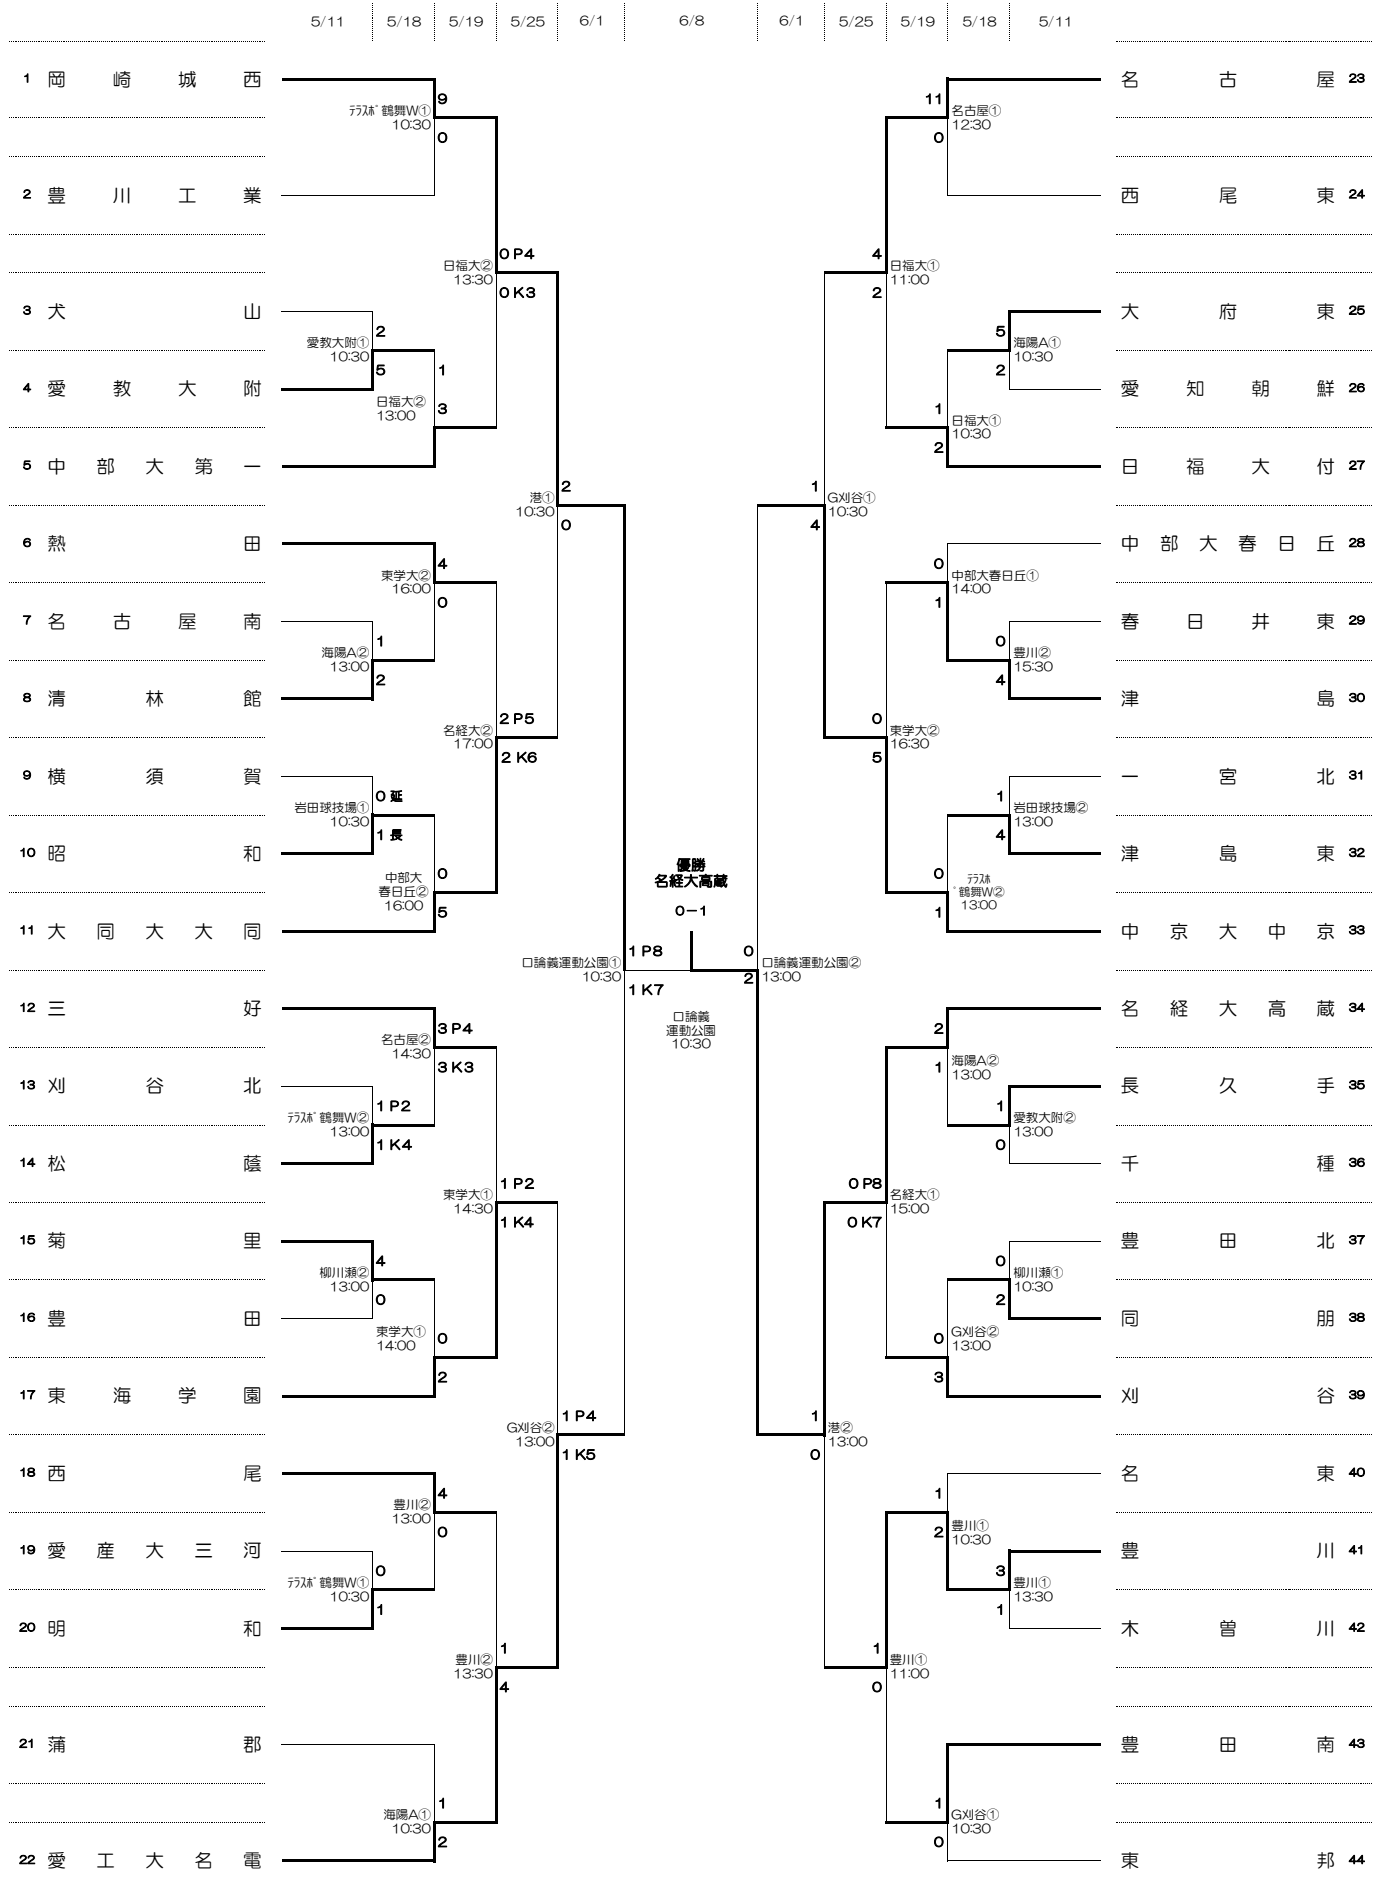 5/11 5/18 5/19 5/25 6/1 6/8 6/1 5/25 5/19 5/18 5/11
1 岡崎城西
9
ﾃﾗｽﾎﾟ鶴舞W①
10:30
0
2 豊川工業
0 P4
日福大②
13:30
0 K3
3 犬山
2
愛教大附①
10:30
5
4 愛教大附
1
日福大②
13:00
3
5 中部大第一
2
港①
10:30
0
6 熱田
4
東学大②
16:00
0
7 名古屋南
1
海陽A②
13:00
2
8 清林館
2 P5
名経大②
17:00
2 K6
9 横須賀
0 延
岩田球技場①
10:30
1 長
10 昭和
0
中部大
春日丘②
16:00
5
11 大同大大同
1 P8
口論義運動公園①
10:30
1 K7
12 三好
3 P4
名古屋②
14:30
3 K3
13 刈谷北
1 P2
ﾃﾗｽﾎﾟ鶴舞W②
13:00
1 K4
14 松蔭
1 P2
東学大①
14:30
1 K4
15 菊里
4
柳川瀬②
13:00
0
16 豊田
0
東学大①
14:00
2
17 東海学園
1 P4
G刈谷②
13:00
1 K5
18 西尾
4
豊川②
13:00
0
19 愛産大三河
0
ﾃﾗｽﾎﾟ鶴舞W①
10:30
1
20 明和
1
豊川②
13:30
4
21 蒲郡
1
海陽A①
10:30
2
22 愛工大名電
優勝
名経大高蔵
0－1
口論義
運動公園
10:30
名古屋 23
11
名古屋①
12:30
0
西尾東 24
4
日福大①
11:00
2
大府東 25
5
海陽A①
10:30
2
愛知朝鮮 26
1
日福大①
10:30
2
日福大付 27
1
G刈谷①
10:30
4
中部大春日丘 28
0
中部大春日丘①
14:00
1
春日井東 29
0
豊川②
15:30
4
津島 30
0
東学大②
16:30
5
一宮北 31
1
岩田球技場②
13:00
4
津島東 32
0
ﾃﾗｽﾎ
ﾟ鶴舞W②
13:00
1
中京大中京 33
0
口論義運動公園②
13:00
2
名経大高蔵 34
2
海陽A②
13:00
1
長久手 35
1
愛教大附②
13:00
0
千種 36
0 P8
名経大①
15:00
0 K7
豊田北 37
0
柳川瀬①
10:30
2
同朋 38
0
G刈谷②
13:00
3
刈谷 39
1
港②
13:00
0
名東 40
1
豊川①
10:30
2
豊川 41
3
豊川①
13:30
1
木曽川 42
1
豊川①
11:00
0
豊田南 43
1
G刈谷①
10:30
0
東邦 44